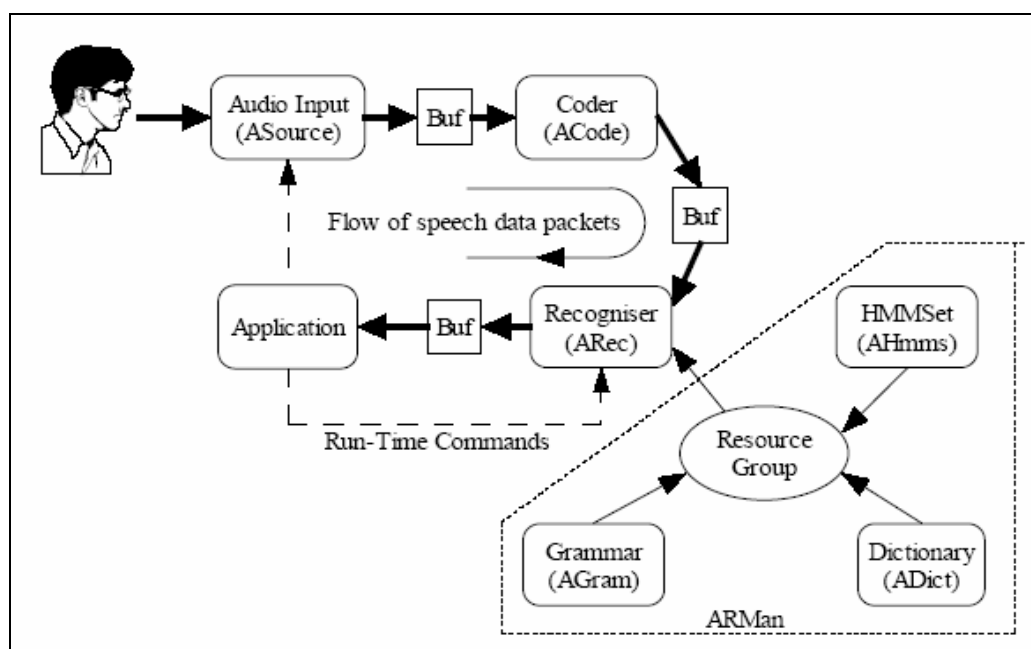 Audio Input
(ASource)
Buf
Coder
(ACode)
Buf
Flow of speech data packets
Application
Buf
Recogniser
(ARec)
HMMSet
(AHmms)
Run-Time Commands
Resource
Group
Grammar
(AGram)
Dictionary
(ADict)
ARMan